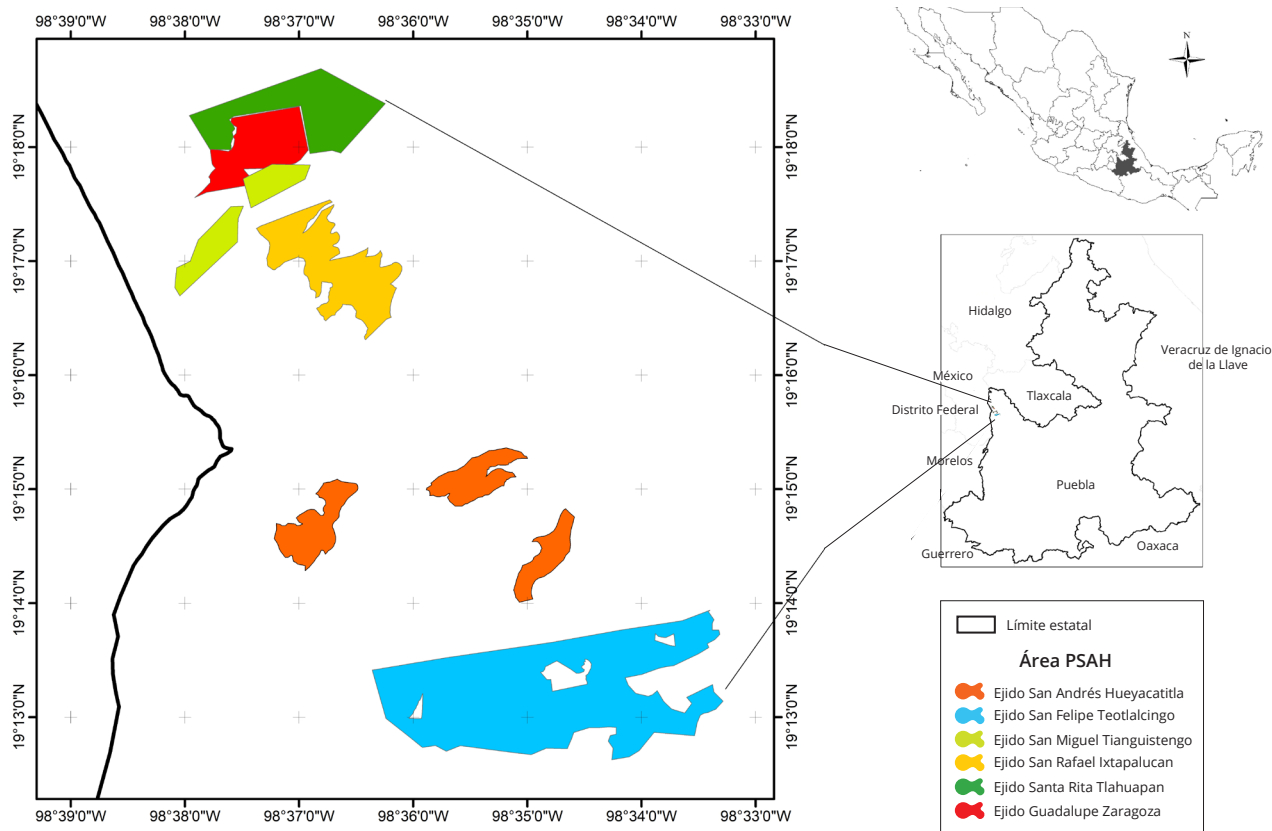 98°39'0"W 98°38'0"W 98°37'0"W 98°36'0"W 98°35'0"W 98°34'0"W 98°33'0"W
19°18'0"N
19°17'0"N
19°16'0"N
19°15'0"N
19°14'0"N
19°13'0"N
19°18'0"N
19°17'0"N
19°16'0"N
19°15'0"N
19°14'0"N
19°13'0"N
98°39'0"W 98°38'0"W 98°37'0"W 98°36'0"W 98°35'0"W 98°34'0"W 98°33'0"W
N
Hidalgo
Veracruz de Ignacio
de la Llave
México
Tlaxcala
Distrito Federal
Morelos
Puebla
Guerrero
Oaxaca
Límite estatal
Área PSAH
Ejido San Andrés Hueyacatitla
Ejido San Felipe Teotlalcingo
Ejido San Miguel Tianguistengo
Ejido San Rafael Ixtapalucan
Ejido Santa Rita Tlahuapan
Ejido Guadalupe Zaragoza